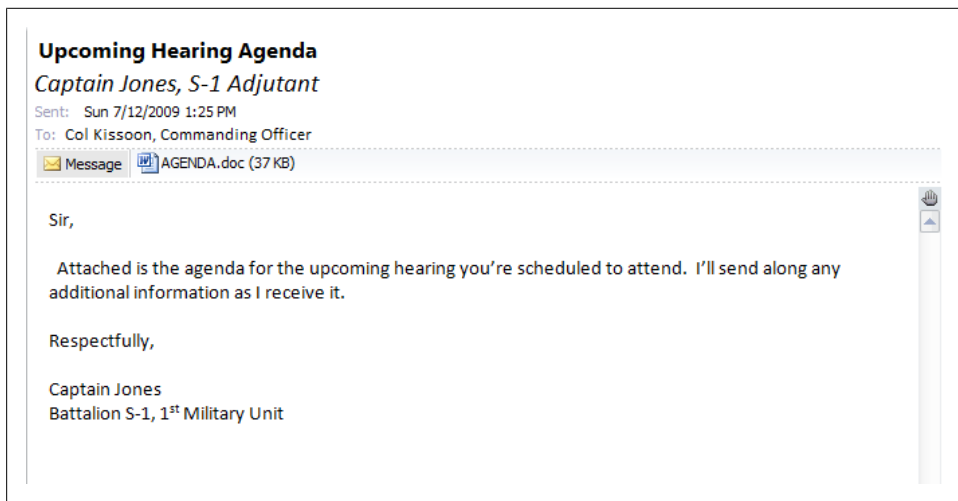 Upcoming Hearing Agenda
Captain Jones, S-1 Adjutant
Sent: Sun 7/12/2009 1:25 PM
To: Col Kissoon, Commanding Officer
Message AGENDA.doc (37 KB)
Sir,
Attached is the agenda for the upcoming hearing you're scheduled to attend. I'll send along any
additional information as I receive it.
Respectfully,
Captain Jones
Battalion S-1, 1st Military Unit